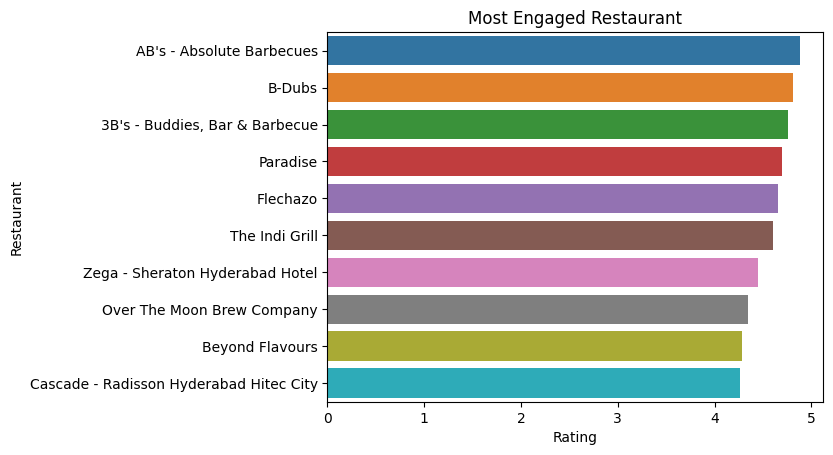 Most Engaged Restaurant
Restaurant
AB's - Absolute Barbecues
B-Dubs
3B's - Buddies, Bar & Barbecue
Paradise
Flechazo
The Indi Grill
Zega - Sheraton Hyderabad Hotel
Over The Moon Brew Company
Beyond Flavours
Cascade - Radisson Hyderabad Hitec City
0 1 2 3 4 5
Rating